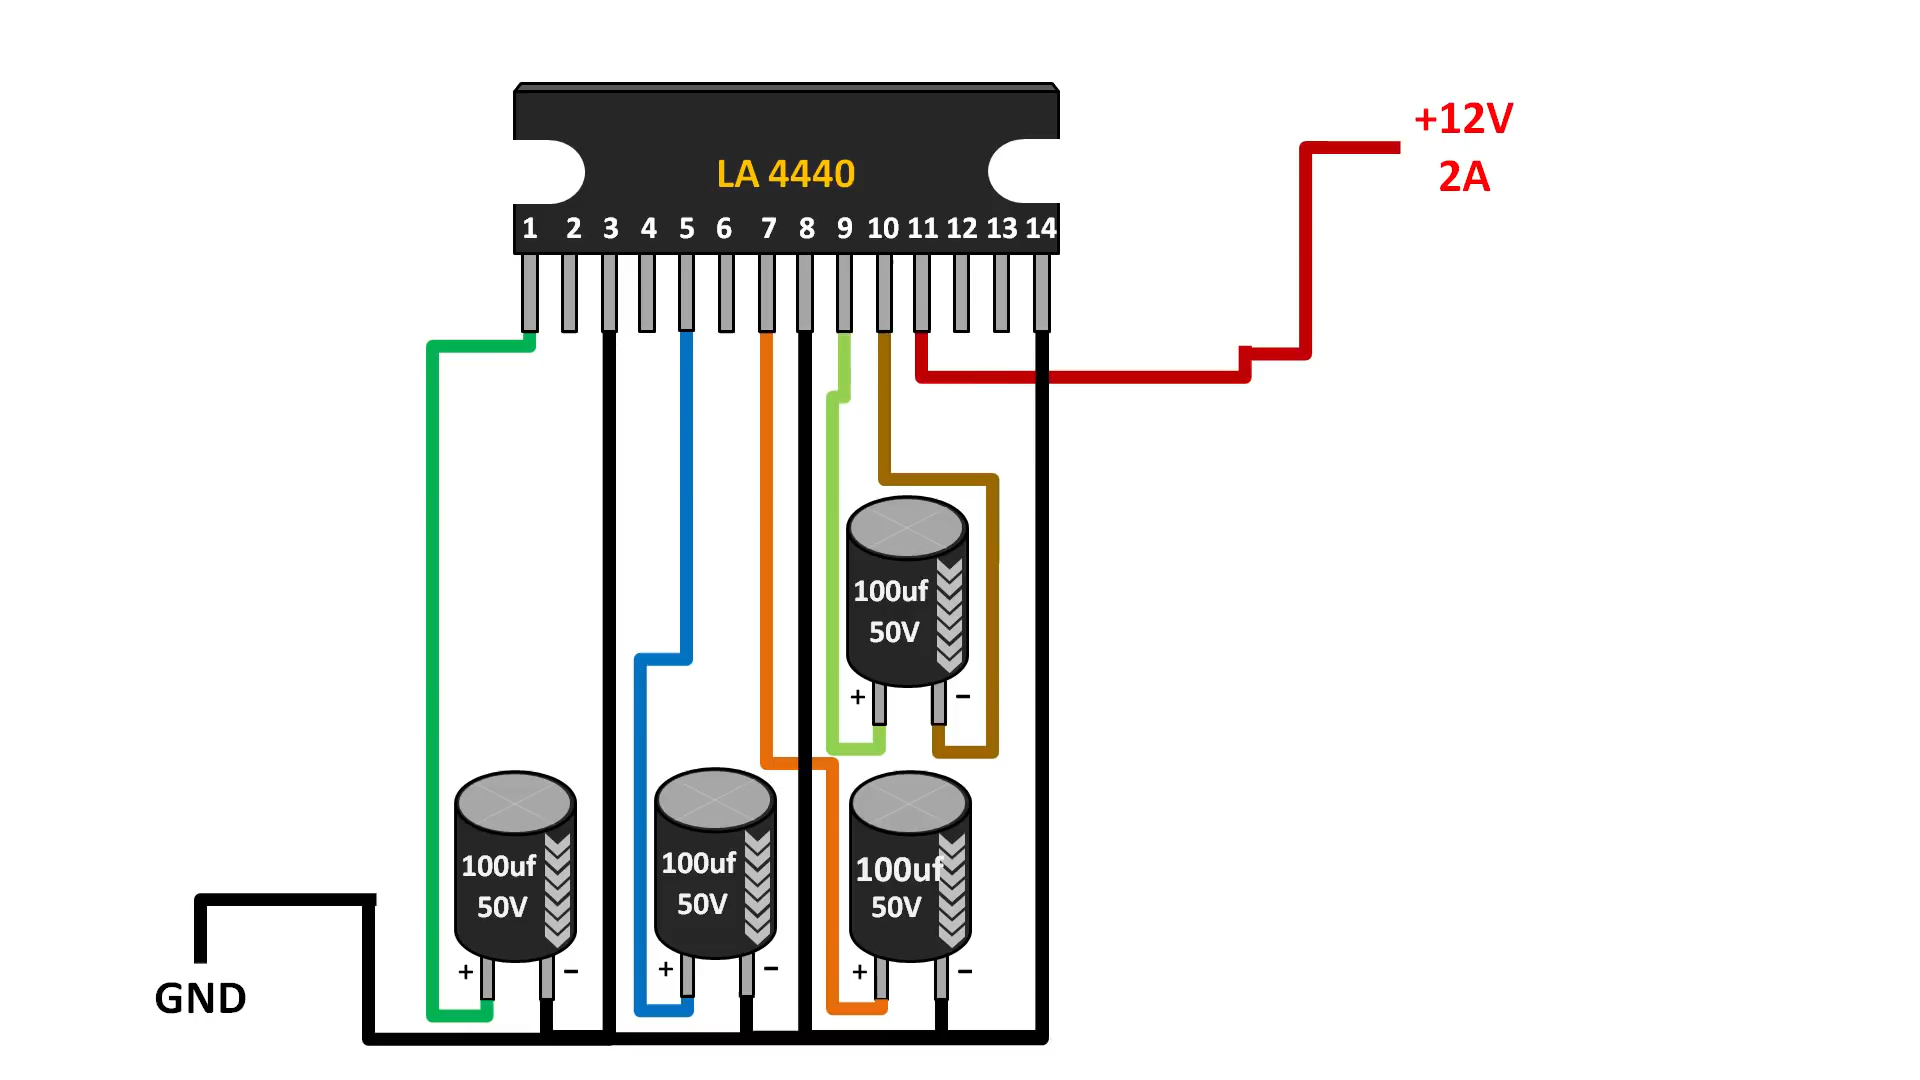 +12V
2A
LA 4440
1 2 3 4 5 6 7 8 9 10 11 12 13 14
100uf
50V
+ −
100uf
50V
+ −
100uf
50V
+ −
100uf
50V
+ −
GND